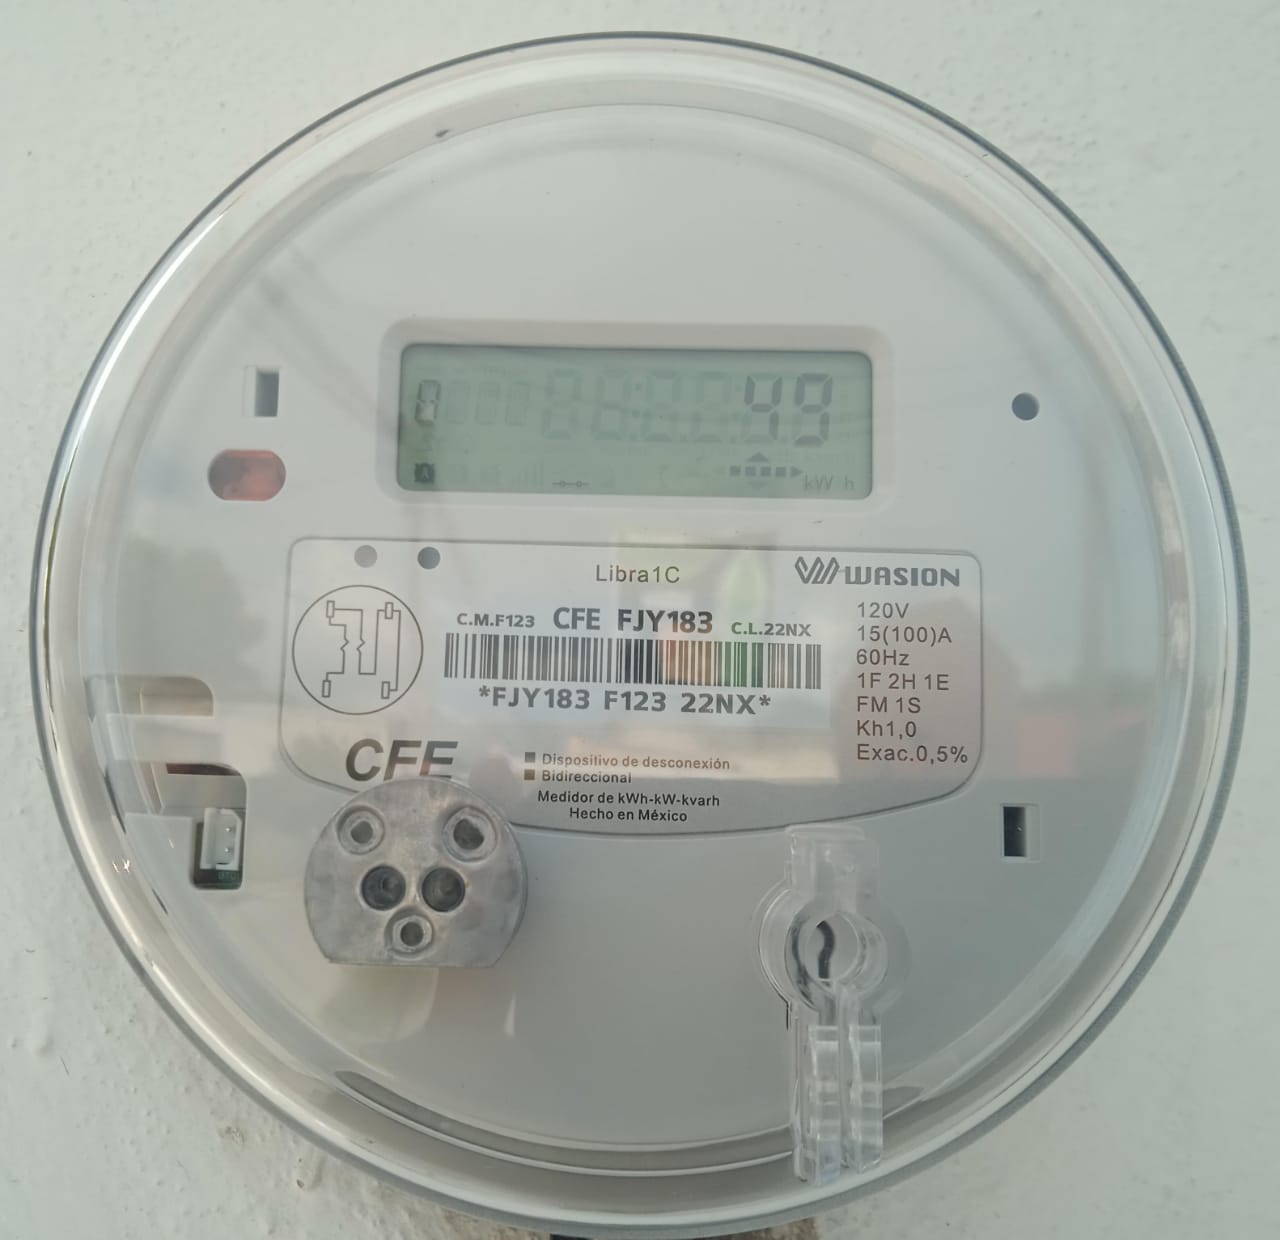 49
kW h
Libra1C
WASION
C.M.F123 CFE FJY183 C.L.22NX
*FJY183 F123 22NX*
120V
15(100)A
60Hz
1F 2H 1E
FM 1S
Kh1,0
Exac.0,5%
CFE
Dispositivo de desconexión
Bidireccional
Medidor de kWh-kW-kvarh
Hecho en México